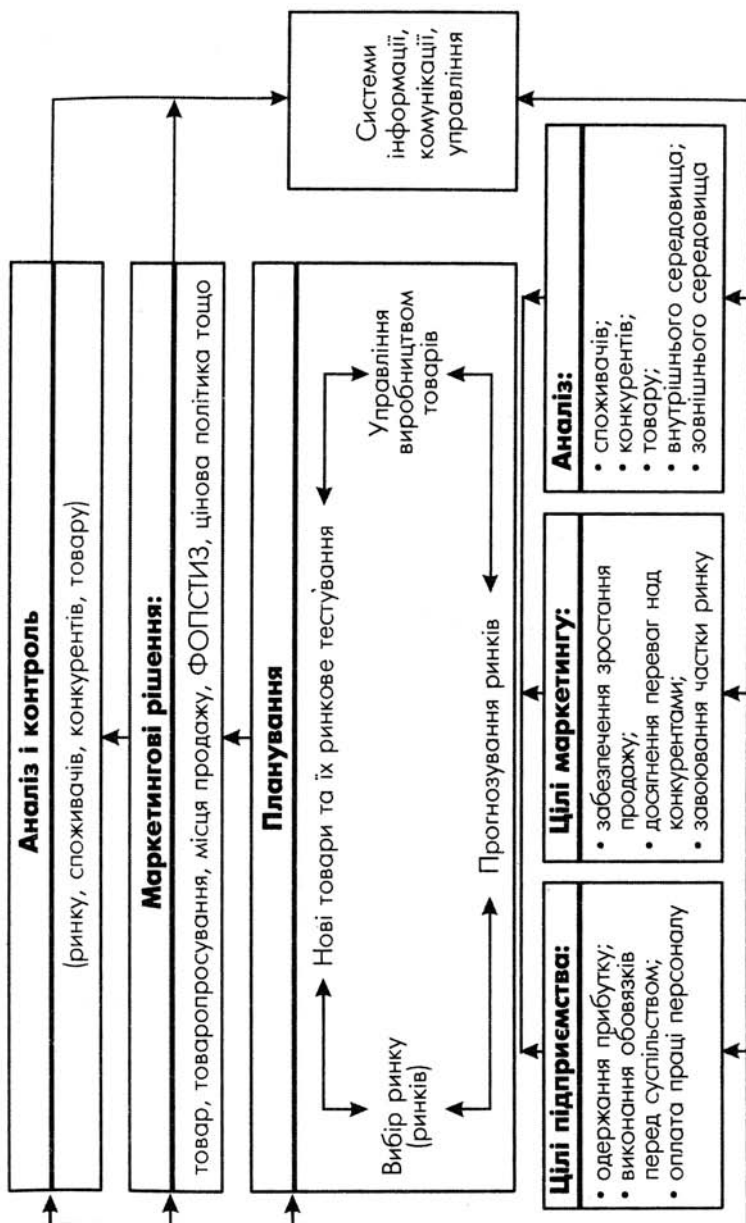 Аналіз і контроль
(ринку, споживачів, конкурентів, товару)
Маркетингові рішення:
товар, товаропросування, місця продажу, ФОПСТИЗ, цінова політика тощо
Планування
Нові товари та їх ринкове тестування
Вибір ринку
(ринків)
Управління
виробництвом
товарів
Прогнозування ринків
Системи
інформації,
комунікації,
управління
Цілі підприємства:
• одержання прибутку;
• виконання обовязків
перед суспільством;
• оплата праці персоналу
Цілі маркетингу:
• забезпечення зростання
продажу;
• досягнення переваг над
конкурентами;
• завоювання частки ринку
Аналіз:
• споживачів;
• конкурентів;
• товару;
• внутрішнього середовища;
• зовнішнього середовища